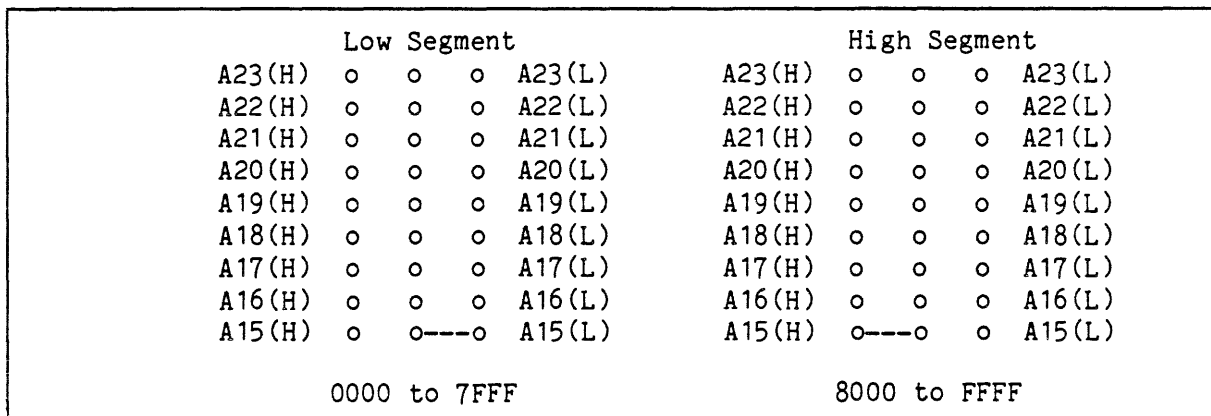 Low Segment High Segment
A23(H) o o o A23(L) A23(H) o o o A23(L)
A22(H) o o o A22(L) A22(H) o o o A22(L)
A21(H) o o o A21(L) A21(H) o o o A21(L)
A20(H) o o o A20(L) A20(H) o o o A20(L)
A19(H) o o o A19(L) A19(H) o o o A19(L)
A18(H) o o o A18(L) A18(H) o o o A18(L)
A17(H) o o o A17(L) A17(H) o o o A17(L)
A16(H) o o o A16(L) A16(H) o o o A16(L)
A15(H) o o---o A15(L) A15(H) o---o o A15(L)
0000 to 7FFF 8000 to FFFF